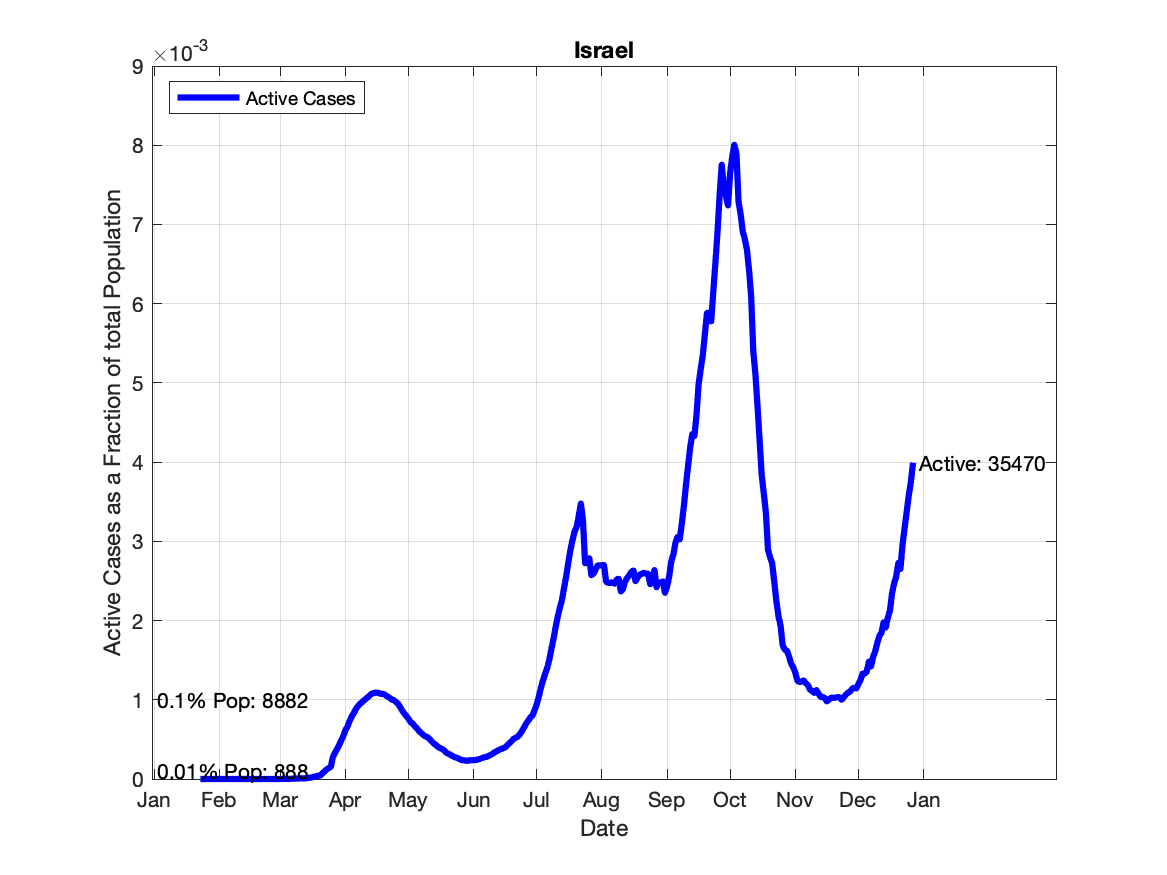 Israel
×10-3
9
Active Cases
8
7
6
5
4
3
2
1
0
Active Cases as a Fraction of total Population
Active: 35470
0.1% Pop: 8882
0.01% Pop: 888
Jan Feb Mar Apr May Jun Jul Aug Sep Oct Nov Dec Jan
Date